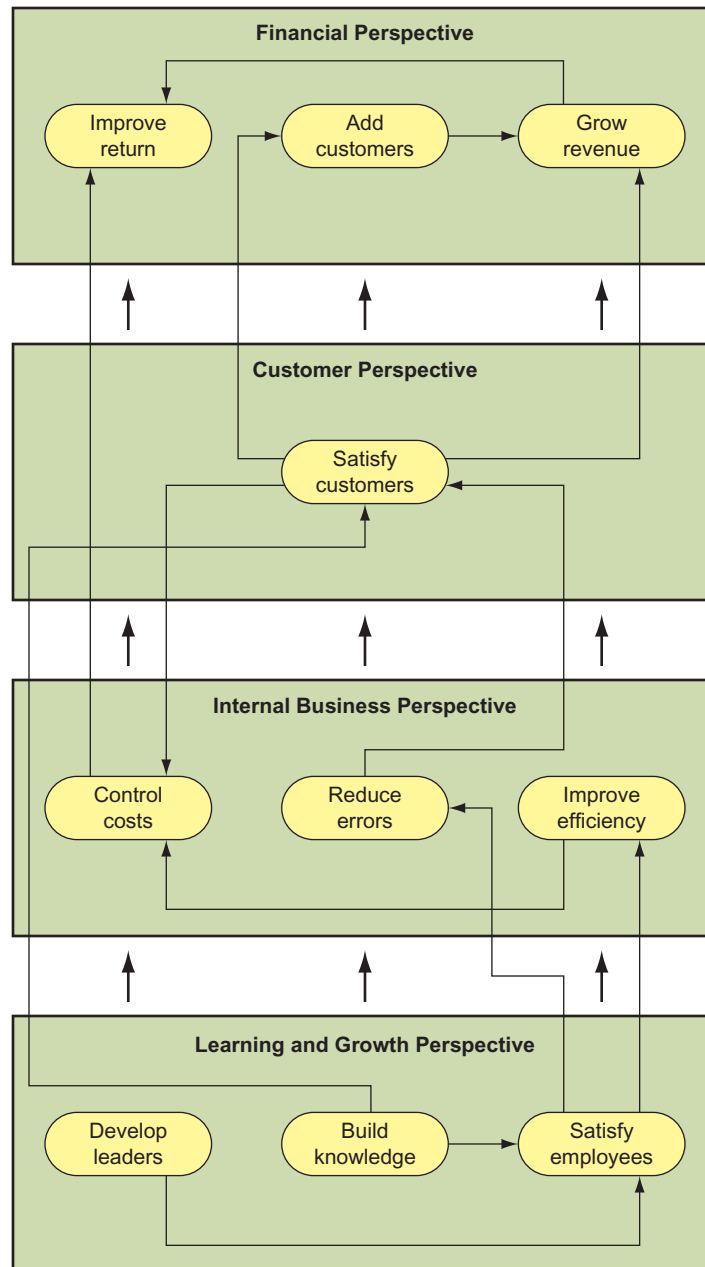 Financial Perspective
Improve
return
Add
customers
Grow
revenue
Customer Perspective
Satisfy
customers
Internal Business Perspective
Control
costs
Reduce
errors
Improve
efficiency
Learning and Growth Perspective
Develop
leaders
Build
knowledge
Satisfy
employees